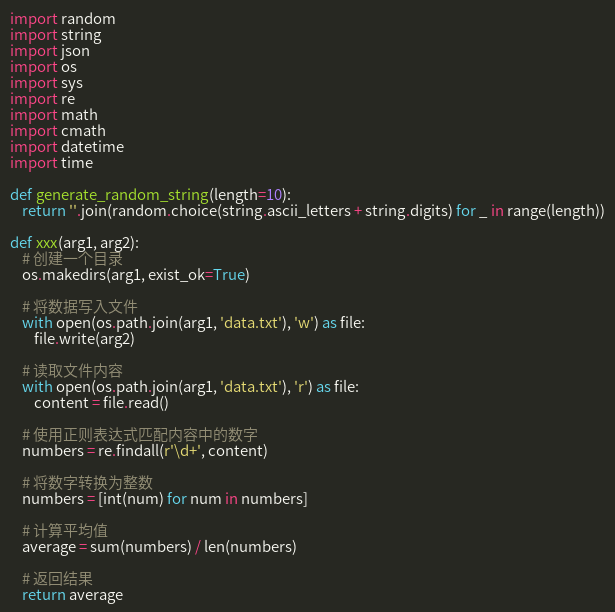 import random
import string
import json
import os
import sys
import re
import math
import cmath
import datetime
import time

def generate_random_string(length=10):
    return ''.join(random.choice(string.ascii_letters + string.digits) for _ in range(length))

def xxx(arg1, arg2):
    # 创建一个目录
    os.makedirs(arg1, exist_ok=True)

    # 将数据写入文件
    with open(os.path.join(arg1, 'data.txt'), 'w') as file:
        file.write(arg2)

    # 读取文件内容
    with open(os.path.join(arg1, 'data.txt'), 'r') as file:
        content = file.read()

    # 使用正则表达式匹配内容中的数字
    numbers = re.findall(r'\d+', content)

    # 将数字转换为整数
    numbers = [int(num) for num in numbers]

    # 计算平均值
    average = sum(numbers) / len(numbers)

    # 返回结果
    return average